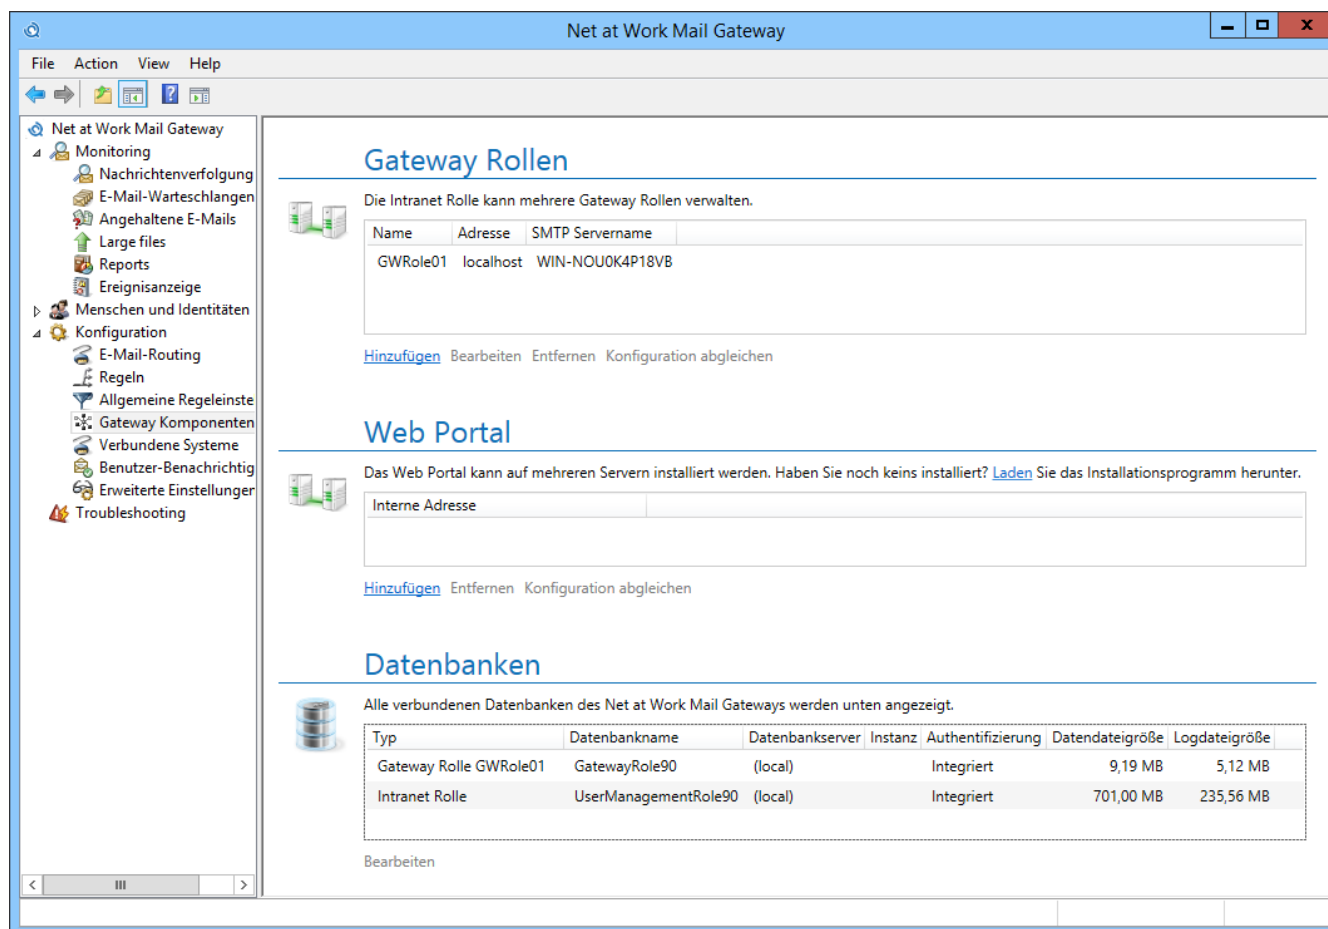 Net at Work Mail Gateway
File Action View Help
Net at Work Mail Gateway
Monitoring
Nachrichtenverfolgung
E-Mail-Warteschlangen
Angehaltene E-Mails
Large files
Reports
Ereignisanzeige
Menschen und Identitäten
Konfiguration
E-Mail-Routing
Regeln
Allgemeine Regeleinste
Gateway Komponenten
Verbundene Systeme
Benutzer-Benachrichtig
Erweiterte Einstellunger
Troubleshooting
Gateway Rollen
Die Intranet Rolle kann mehrere Gateway Rollen verwalten.
Name Adresse SMTP Servername
GWRole01 localhost WIN-NOU0K4P18VB
Hinzufügen Bearbeiten Entfernen Konfiguration abgleichen
Web Portal
Das Web Portal kann auf mehreren Servern installiert werden. Haben Sie noch keins installiert? Laden Sie das Installationsprogramm herunter.
Interne Adresse
Hinzufügen Entfernen Konfiguration abgleichen
Datenbanken
Alle verbundenen Datenbanken des Net at Work Mail Gateways werden unten angezeigt.
Typ Datenbankname Datenbankserver Instanz Authentifizierung Datendateigröße Logdateigröße
Gateway Rolle GWRole01 GatewayRole90 (local) Integriert 9,19 MB 5,12 MB
Intranet Rolle UserManagementRole90 (local) Integriert 701,00 MB 235,56 MB
Bearbeiten